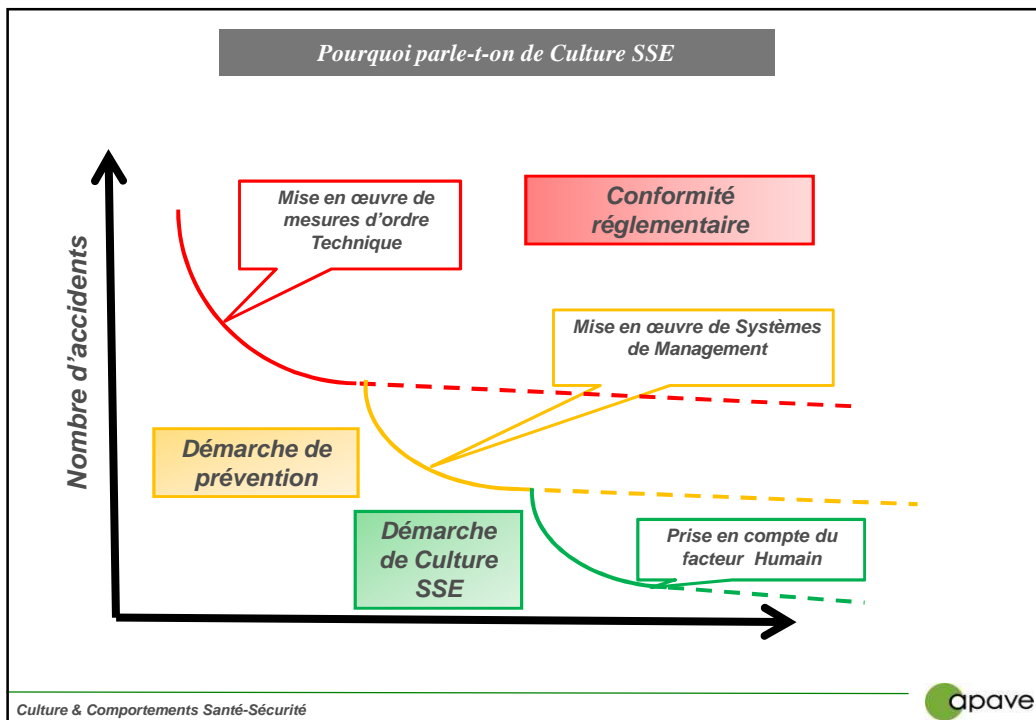 Pourquoi parle-t-on de Culture SSE
Mise en œuvre de
mesures d'ordre
Technique
Conformité
réglementaire
Nombre d'accidents
Mise en œuvre de Systèmes
de Management
Démarche de
prévention
Démarche
de Culture
SSE
Prise en compte du
facteur Humain
Culture & Comportements Santé-Sécurité
apave